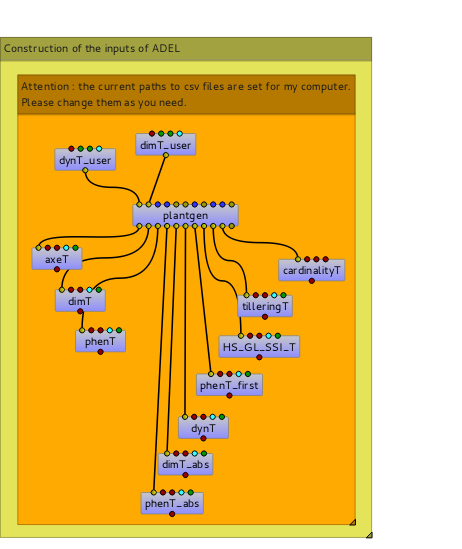 Construction of the inputs of ADEL
Attention : the current paths to csv files are set for my computer.
Please change them as you need.
dimT_user
dynT_user
plantgen
axeT
cardinalityT
dimT
tilleringT
phenT
HS_GL_SSI_T
phenT_first
dynT
dimT_abs
phenT_abs